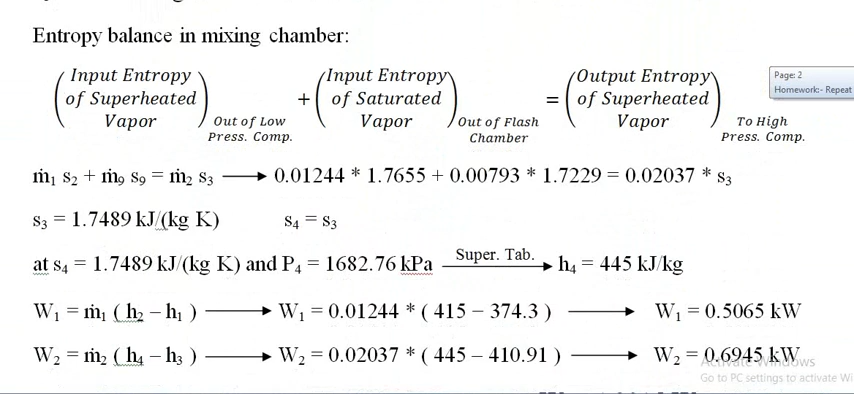 Entropy balance in mixing chamber:
(Input Entropy of Superheated Vapor) Out of Low Press. Comp. + (Input Entropy of Saturated Vapor) Out of Flash Chamber = (Output Entropy of Superheated Vapor) To High Press. Comp.
Page: 2
Homework:- Repeat
ṁ₁ s₂ + ṁ₉ s₉ = ṁ₂ s₃ → 0.01244 * 1.7655 + 0.00793 * 1.7229 = 0.02037 * s₃
s₃ = 1.7489 kJ/(kg K) s₄ = s₃
at s₄ = 1.7489 kJ/(kg K) and P₄ = 1682.76 kPa Super. Tab. → h₄ = 445 kJ/kg
W₁ = ṁ₁ ( h₂ – h₁ ) → W₁ = 0.01244 * ( 415 – 374.3 ) → W₁ = 0.5065 kW
W₂ = ṁ₂ ( h₄ – h₃ ) → W₂ = 0.02037 * ( 445 – 410.91 ) → W₂ = 0.6945 kW
Activate Windows
Go to PC settings to activate Wi